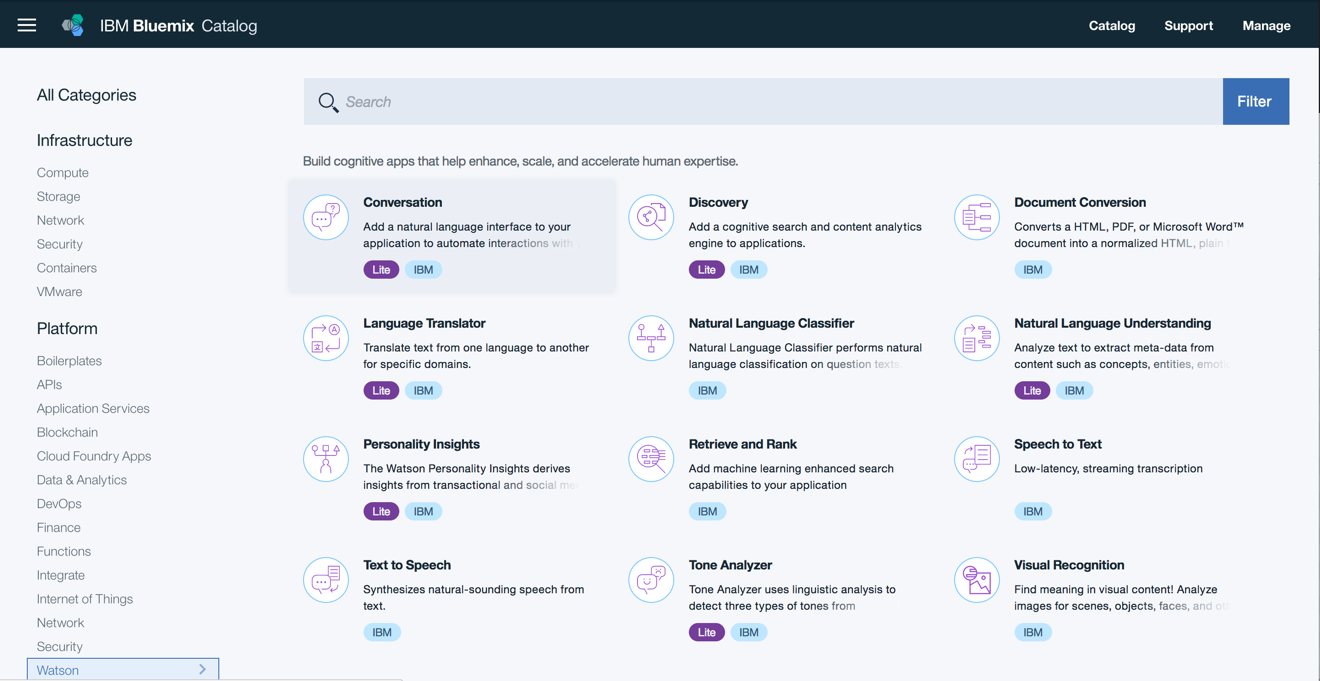 IBM Bluemix Catalog
Catalog Support Manage
All Categories
Infrastructure
Compute
Storage
Network
Security
Containers
VMware
Platform
Boilerplates
APIs
Application Services
Blockchain
Cloud Foundry Apps
Data & Analytics
DevOps
Finance
Functions
Integrate
Internet of Things
Network
Security
Watson
Search
Filter
Build cognitive apps that help enhance, scale, and accelerate human expertise.
Conversation
Add a natural language interface to your
application to automate interactions with
Lite IBM
Discovery
Add a cognitive search and content analytics
engine to applications.
Lite IBM
Document Conversion
Converts a HTML, PDF, or Microsoft Word™
document into a normalized HTML, plain
IBM
Language Translator
Translate text from one language to another
for specific domains.
Lite IBM
Natural Language Classifier
Natural Language Classifier performs natural
language classification on question texts.
IBM
Natural Language Understanding
Analyze text to extract meta-data from
content such as concepts, entities,
Lite IBM
Personality Insights
The Watson Personality Insights derives
insights from transactional and social
Lite IBM
Retrieve and Rank
Add machine learning enhanced search
capabilities to your application
IBM
Speech to Text
Low-latency, streaming transcription
IBM
Text to Speech
Synthesizes natural-sounding speech from
text.
IBM
Tone Analyzer
Tone Analyzer uses linguistic analysis to
detect three types of tones from
Lite IBM
Visual Recognition
Find meaning in visual content! Analyze
images for scenes, objects, faces, and
IBM